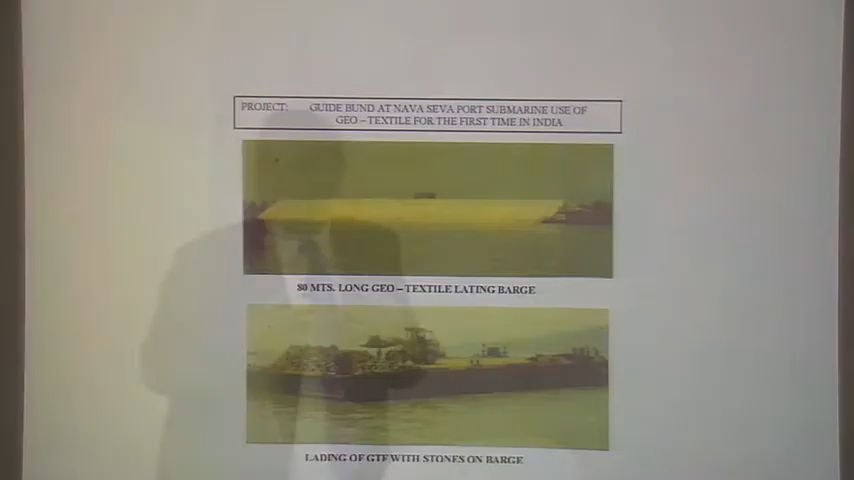 PROJECT: GUIDE BUND AT NAVA SEVA PORT SUBMARINE USE OF
GEO – TEXTILE FOR THE FIRST TIME IN INDIA
80 MTS. LONG GEO – TEXTILE LATING BARGE
LADING OF GTF WITH STONES ON BARGE